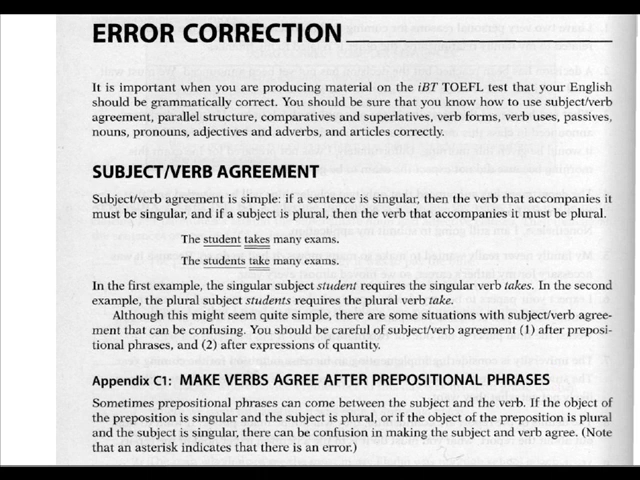 ERROR CORRECTION
It is important when you are producing material on the iBT TOEFL test that your English
should be grammatically correct. You should be sure that you know how to use subject/verb
agreement, parallel structure, comparatives and superlatives, verb forms, verb uses, passives,
nouns, pronouns, adjectives and adverbs, and articles correctly.
SUBJECT/VERB AGREEMENT
Subject/verb agreement is simple: if a sentence is singular, then the verb that accompanies it
must be singular, and if a subject is plural, then the verb that accompanies it must be plural.
The student takes many exams.
The students take many exams.
In the first example, the singular subject student requires the singular verb takes. In the second
example, the plural subject students requires the plural verb take.
Although this might seem quite simple, there are some situations with subject/verb agree-
ment that can be confusing. You should be careful of subject/verb agreement (1) after preposi-
tional phrases, and (2) after expressions of quantity.
Appendix C1: MAKE VERBS AGREE AFTER PREPOSITIONAL PHRASES
Sometimes prepositional phrases can come between the subject and the verb. If the object of
the preposition is singular and the subject is plural, or if the object of the preposition is plural
and the subject is singular, there can be confusion in making the subject and verb agree. (Note
that an asterisk indicates that there is an error.)